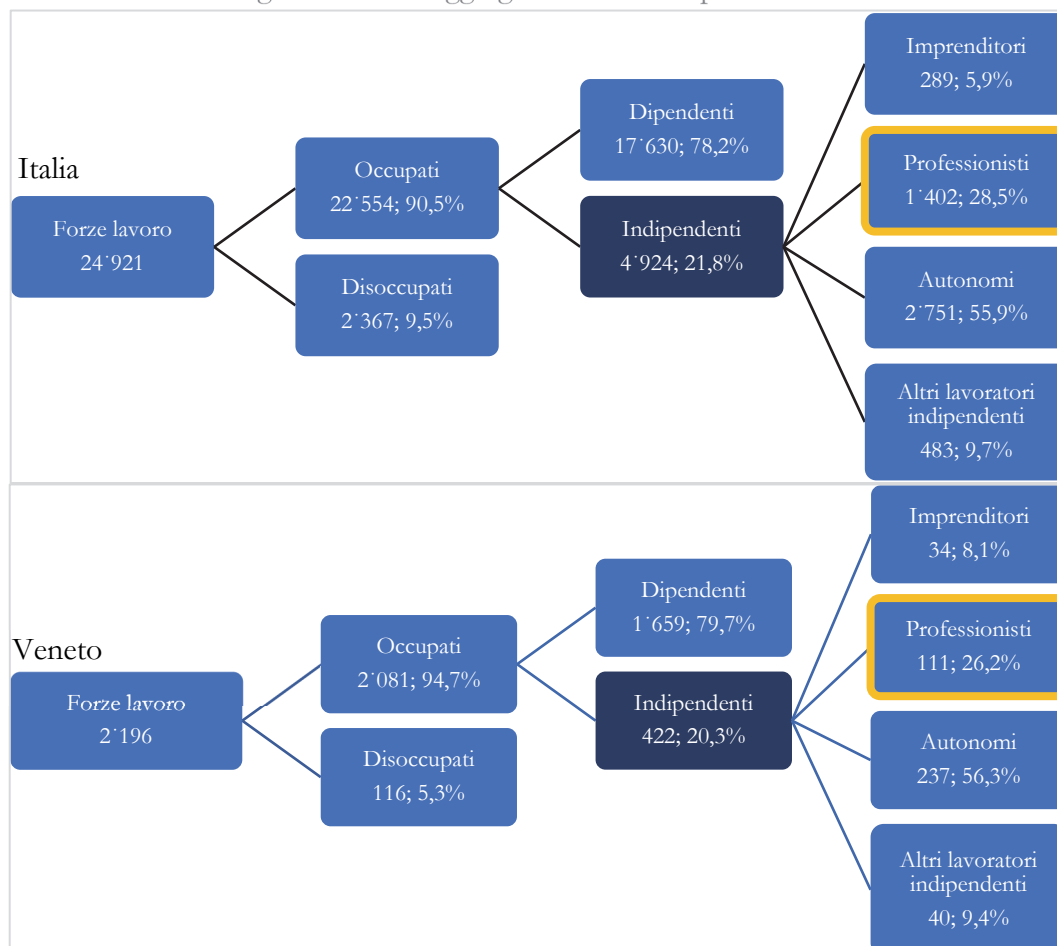 Italia
Forze lavoro
24˙921
Occupati
22˙554; 90,5%
Disoccupati
2˙367; 9,5%
Dipendenti
17˙630; 78,2%
Indipendenti
4˙924; 21,8%
Imprenditori
289; 5,9%
Professionisti
1˙402; 28,5%
Autonomi
2˙751; 55,9%
Altri lavoratori
indipendenti
483; 9,7%
Veneto
Forze lavoro
2˙196
Occupati
2˙081; 94,7%
Disoccupati
116; 5,3%
Dipendenti
1˙659; 79,7%
Indipendenti
422; 20,3%
Imprenditori
34; 8,1%
Professionisti
111; 26,2%
Autonomi
237; 56,3%
Altri lavoratori
indipendenti
40; 9,4%